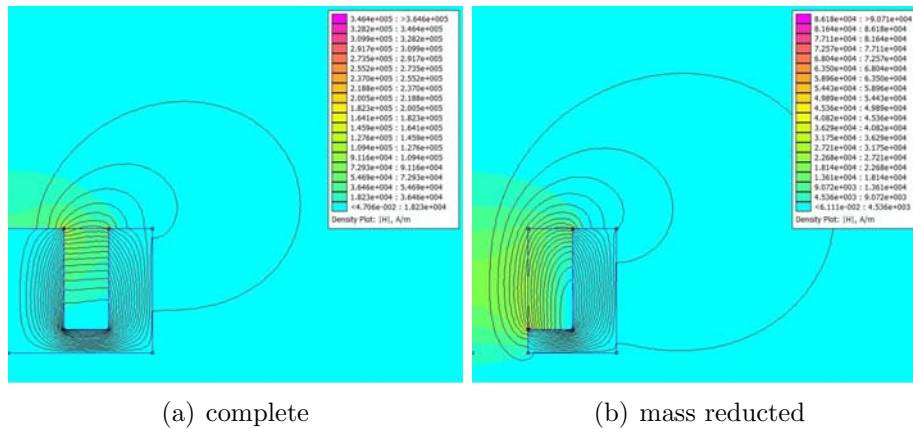 3.464e+005 : >3.646e+005
3.282e+005 : 3.464e+005
3.099e+005 : 3.282e+005
2.917e+005 : 3.099e+005
2.735e+005 : 2.917e+005
2.552e+005 : 2.735e+005
2.370e+005 : 2.552e+005
2.188e+005 : 2.370e+005
2.005e+005 : 2.188e+005
1.823e+005 : 2.005e+005
1.641e+005 : 1.823e+005
1.459e+005 : 1.641e+005
1.276e+005 : 1.459e+005
1.094e+005 : 1.276e+005
9.116e+004 : 1.094e+005
7.293e+004 : 9.116e+004
5.469e+004 : 7.293e+004
3.646e+004 : 5.469e+004
1.823e+004 : 3.646e+004
<4.706e-002 : 1.823e+004
Density Plot: |H|, A/m
8.618e+004 : >9.071e+004
8.164e+004 : 8.618e+004
7.711e+004 : 8.164e+004
7.257e+004 : 7.711e+004
6.804e+004 : 7.257e+004
6.350e+004 : 6.804e+004
5.896e+004 : 6.350e+004
5.443e+004 : 5.896e+004
4.989e+004 : 5.443e+004
4.536e+004 : 4.989e+004
4.082e+004 : 4.536e+004
3.629e+004 : 4.082e+004
3.175e+004 : 3.629e+004
2.721e+004 : 3.175e+004
2.268e+004 : 2.721e+004
1.814e+004 : 2.268e+004
1.361e+004 : 1.814e+004
9.072e+003 : 1.361e+004
4.536e+003 : 9.072e+003
<6.111e-002 : 4.536e+003
Density Plot: |H|, A/m
(a) complete
(b) mass reducted